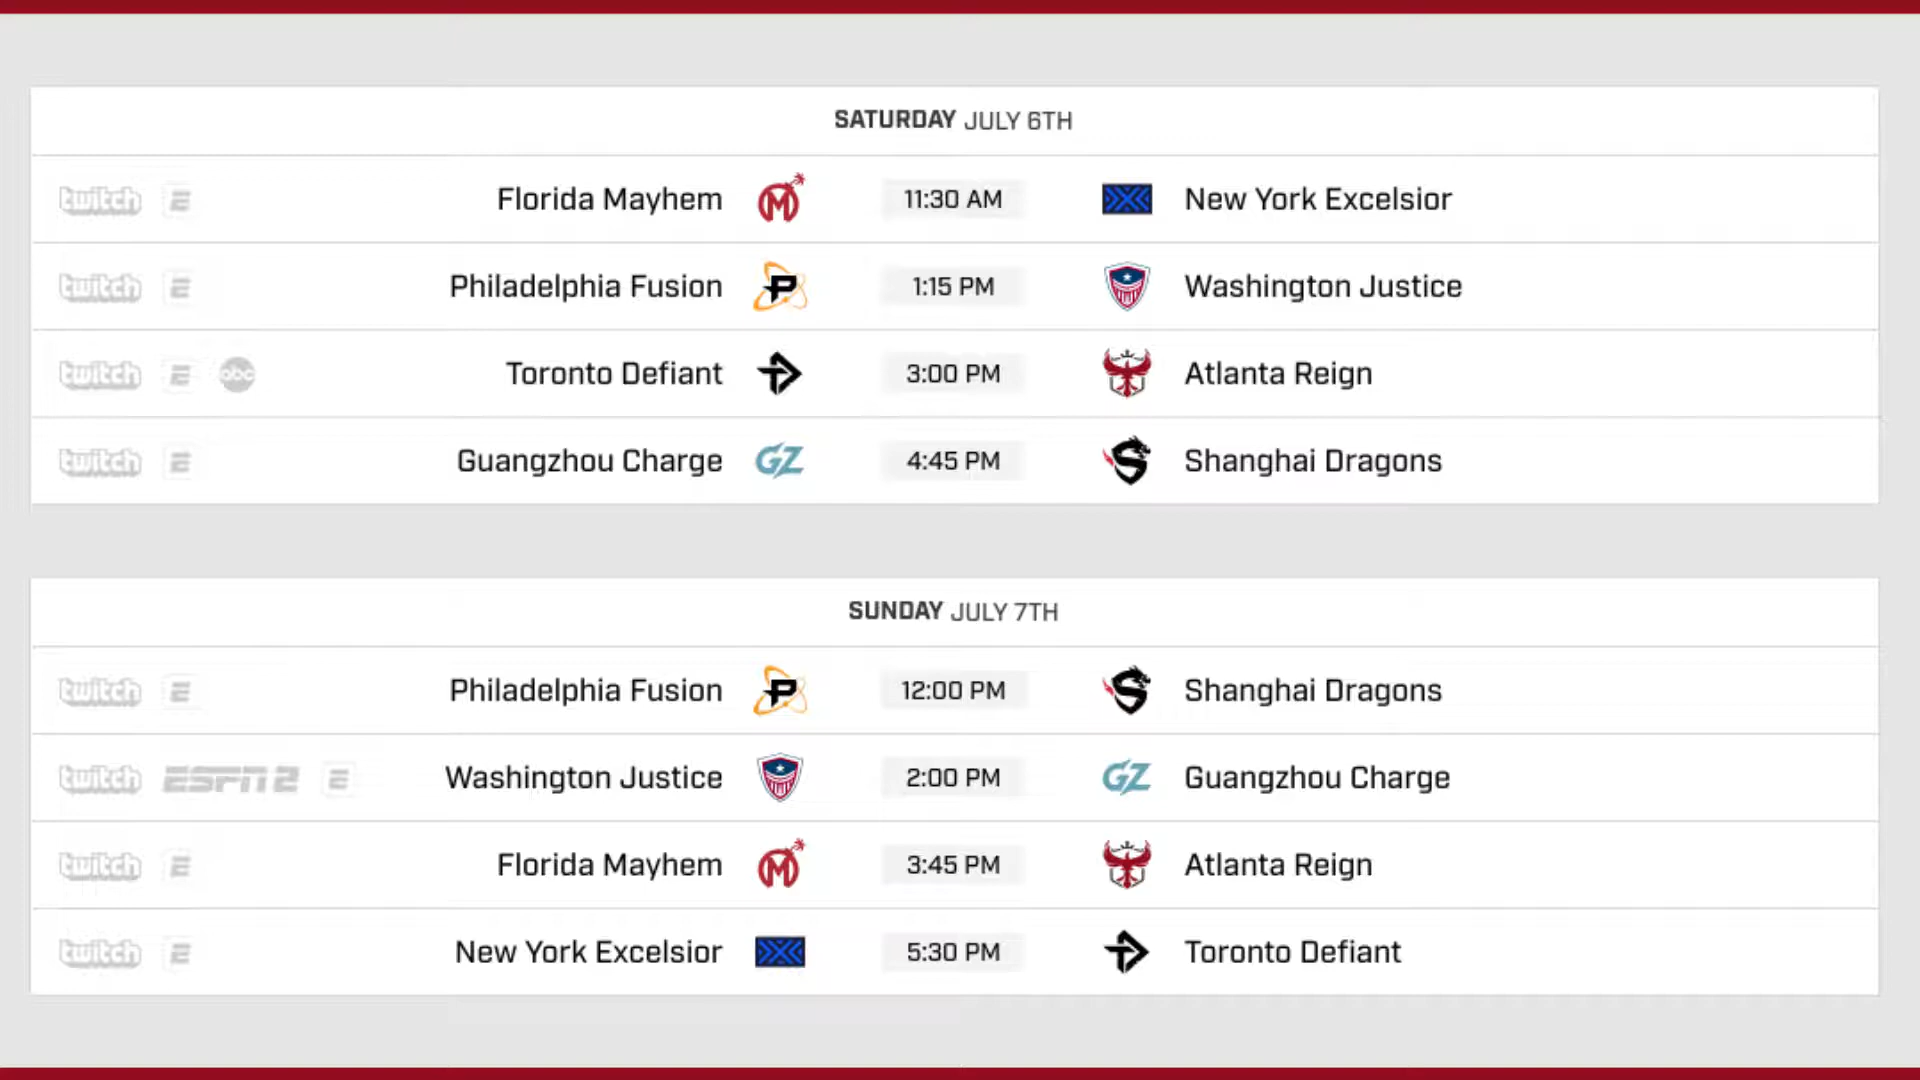 SATURDAY JULY 6TH
twitch E Florida Mayhem M 11:30 AM New York Excelsior
twitch E Philadelphia Fusion P 1:15 PM Washington Justice
twitch E abc Toronto Defiant 3:00 PM Atlanta Reign
twitch E Guangzhou Charge GZ 4:45 PM S Shanghai Dragons
SUNDAY JULY 7TH
twitch E Philadelphia Fusion P 12:00 PM S Shanghai Dragons
twitch ESPN2 E Washington Justice 2:00 PM GZ Guangzhou Charge
twitch E Florida Mayhem M 3:45 PM Atlanta Reign
twitch E New York Excelsior 5:30 PM Toronto Defiant